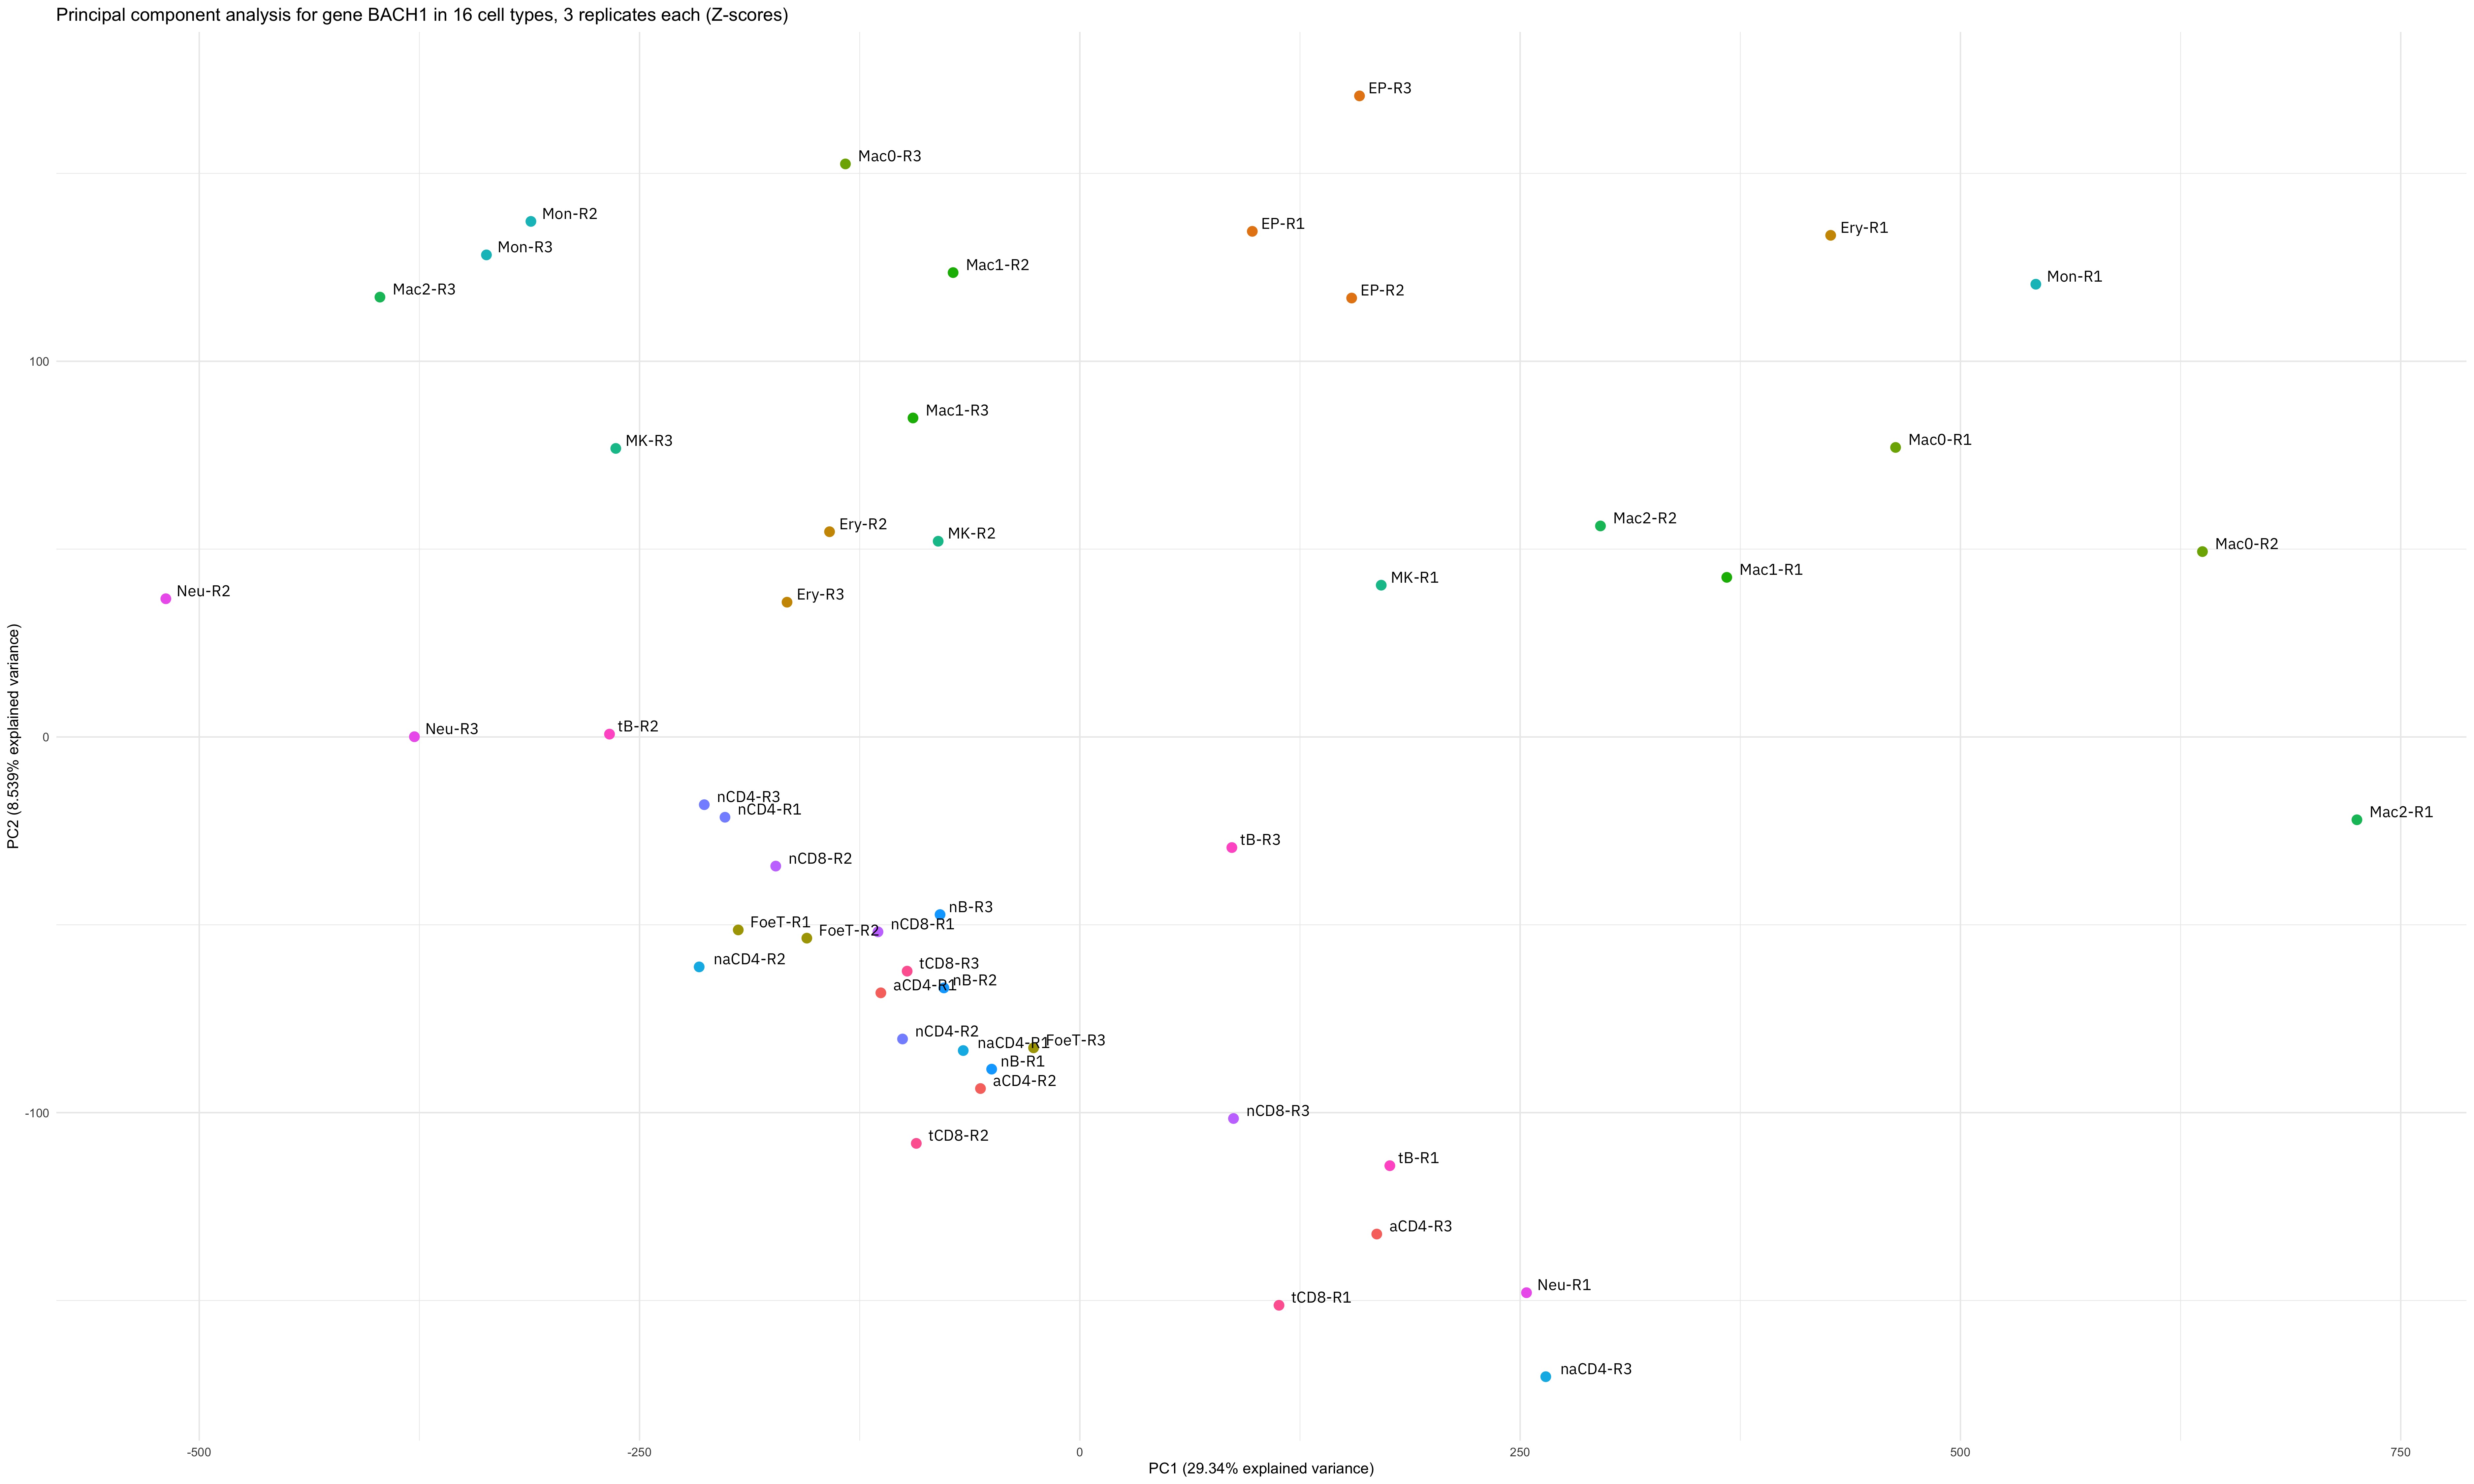 Principal component analysis for gene BACH1 in 16 cell types, 3 replicates each (Z-scores)
EP-R3
Mac0-R3
Mon-R2
EP-R1
Ery-R1
Mon-R3
Mac1-R2
Mon-R1
Mac2-R3
EP-R2
100
Mac1-R3
MK-R3
Mac0-R1
Mac2-R2
Ery-R2
MK-R2
Mac0-R2
Mac1-R1
MK-R1
Neu-R2
Ery-R3
PC2 (8.539% explained variance)
Neu-R3
tB-R2
0
nCD4-R3
nCD4-R1
Mac2-R1
tB-R3
nCD8-R2
nB-R3
FoeT-R1
nCD8-R1
FoeT-R2
naCD4-R2
tCD8-R3
nB-R2
aCD4-R1
nCD4-R2
naCD4-R1
FoeT-R3
nB-R1
aCD4-R2
-100
nCD8-R3
tCD8-R2
tB-R1
aCD4-R3
Neu-R1
tCD8-R1
naCD4-R3
-500 -250 0 250 500 750
PC1 (29.34% explained variance)